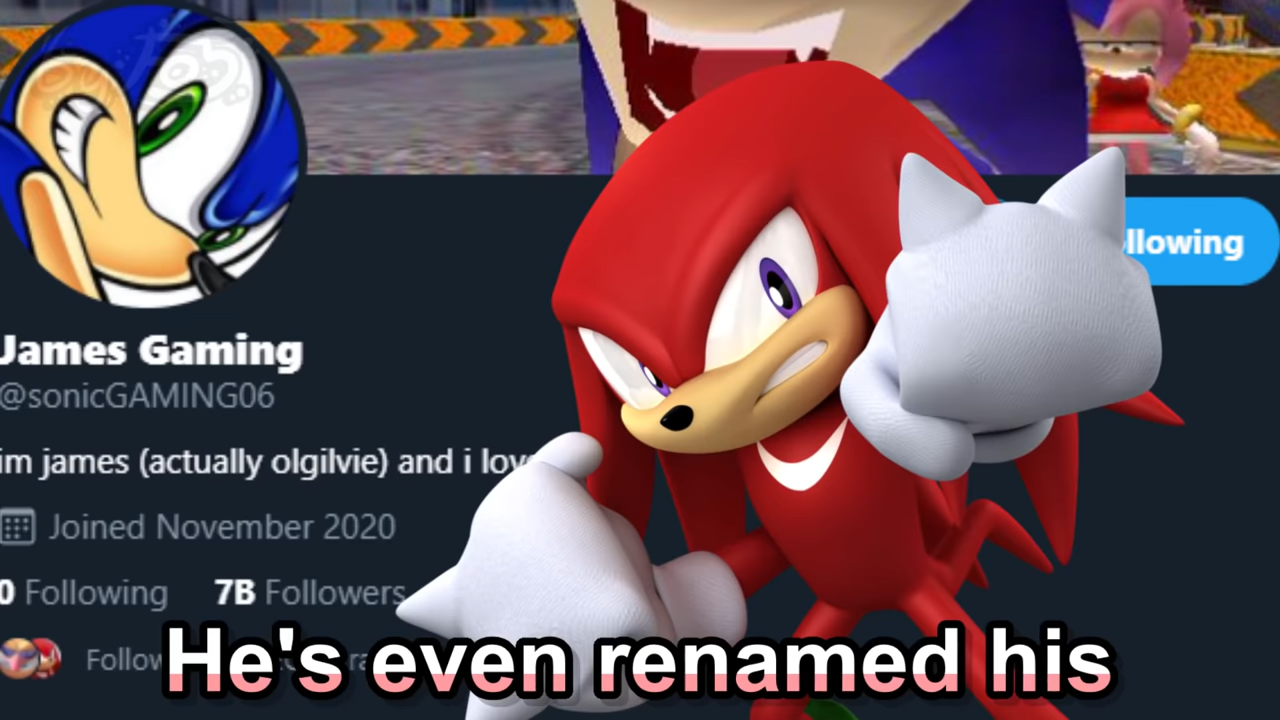 James Gaming
@sonicGAMING06
llowing
im james (actually olgilvie) and i lov
Joined November 2020
0 Following 7B Followers
Follow
He's even renamed his